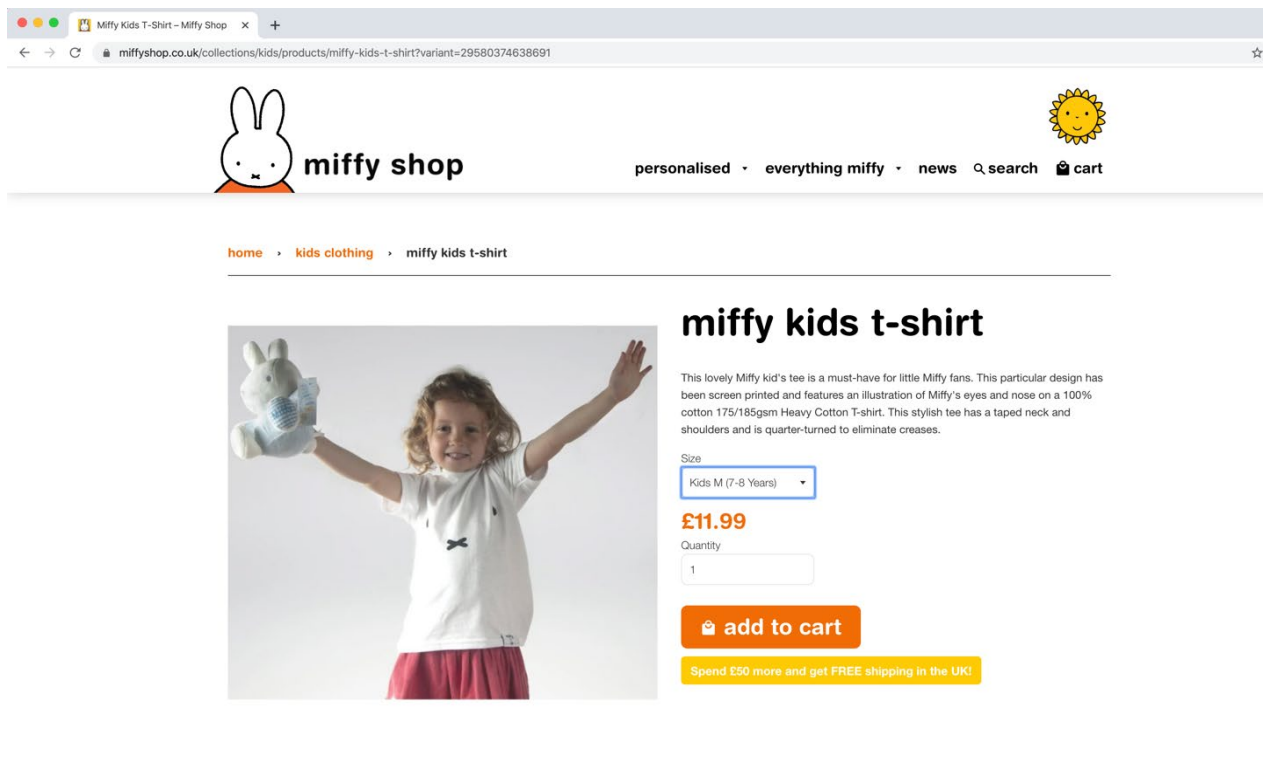 Miffy Kids T-Shirt – Miffy Shop
miffyshop.co.uk/collections/kids/products/miffy-kids-t-shirt?variant=29580374638691
miffy shop
personalised everything miffy news search cart
home › kids clothing › miffy kids t-shirt
miffy kids t-shirt
This lovely Miffy kid's tee is a must-have for little Miffy fans. This particular design has
been screen printed and features an illustration of Miffy's eyes and nose on a 100%
cotton 175/185gsm Heavy Cotton T-shirt. This stylish tee has a taped neck and
shoulders and is quarter-turned to eliminate creases.
Size
Kids M (7-8 Years)
£11.99
Quantity
1
add to cart
Spend £50 more and get FREE shipping in the UK!